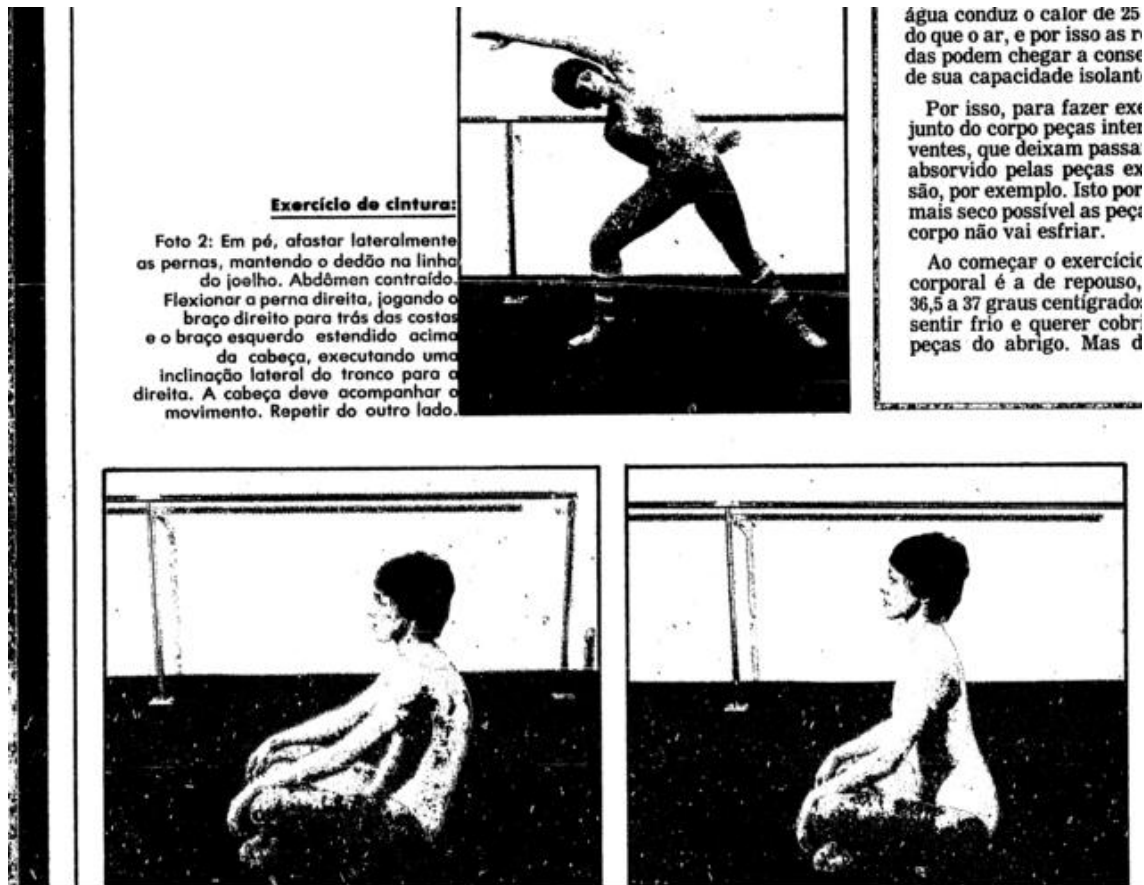 Exercício de cintura:
Foto 2: Em pé, afastar lateralmente
as pernas, mantendo o dedão na linha
do joelho. Abdômen contraído.
Flexionar a perna direita, jogando o
braço direito para trás das costas
e o braço esquerdo estendido acima
da cabeça, executando uma
inclinação lateral do tronco para a
direita. A cabeça deve acompanhar o
movimento. Repetir do outro lado.
água conduz o calor de 25
do que o ar, e por isso as r
das podem chegar a conse
de sua capacidade isolant
Por isso, para fazer exe
junto do corpo peças inter
ventes, que deixam passa
absorvido pelas peças ex
são, por exemplo. Isto por
mais seco possível as peça
corpo não vai esfriar.
Ao começar o exercício
corporal é a de repouso,
36,5 a 37 graus centígrados
sentir frio e querer cobri
peças do abrigo. Mas d